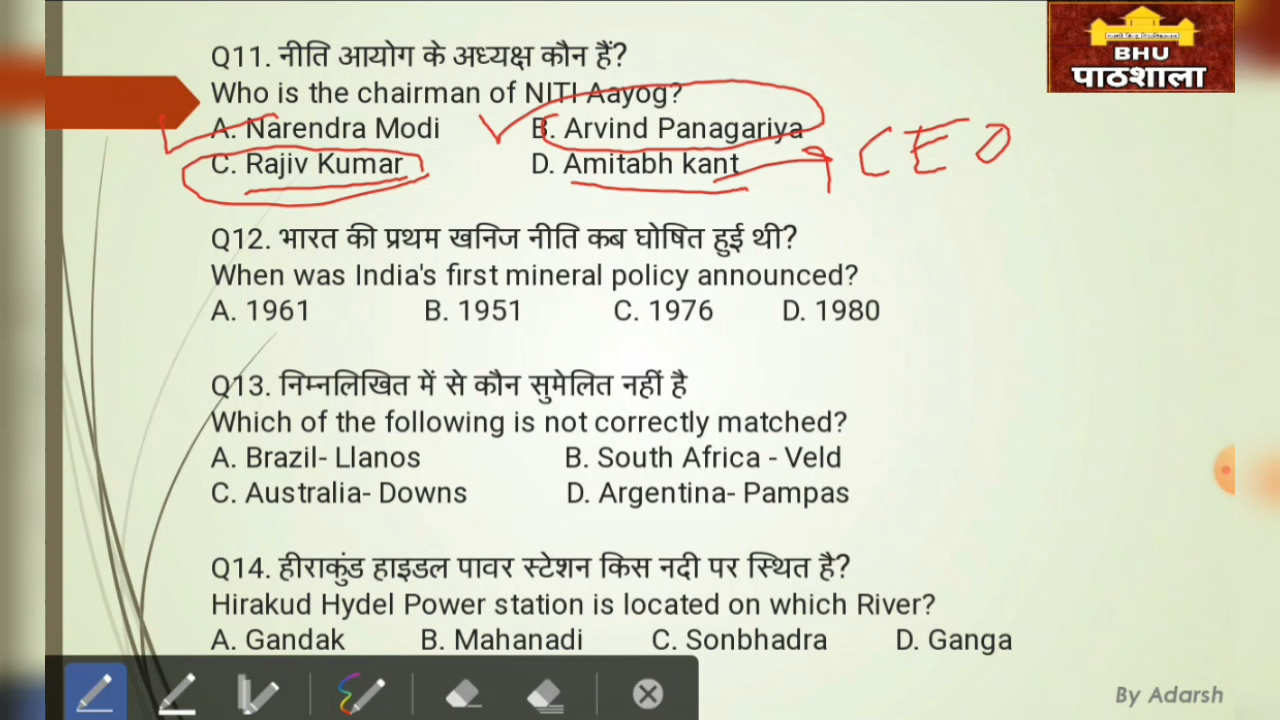 BHU
पाठशाला
Q11. नीति आयोग के अध्यक्ष कौन हैं?
Who is the chairman of NITI Aayog?
A. Narendra Modi B. Arvind Panagariya
C. Rajiv Kumar D. Amitabh kant CEO
Q12. भारत की प्रथम खनिज नीति कब घोषित हुई थी?
When was India's first mineral policy announced?
A. 1961 B. 1951 C. 1976 D. 1980
Q13. निम्नलिखित में से कौन सुमेलित नहीं है
Which of the following is not correctly matched?
A. Brazil- Llanos B. South Africa - Veld
C. Australia- Downs D. Argentina- Pampas
Q14. हीराकुंड हाइडल पावर स्टेशन किस नदी पर स्थित है?
Hirakud Hydel Power station is located on which River?
A. Gandak B. Mahanadi C. Sonbhadra D. Ganga
By Adarsh